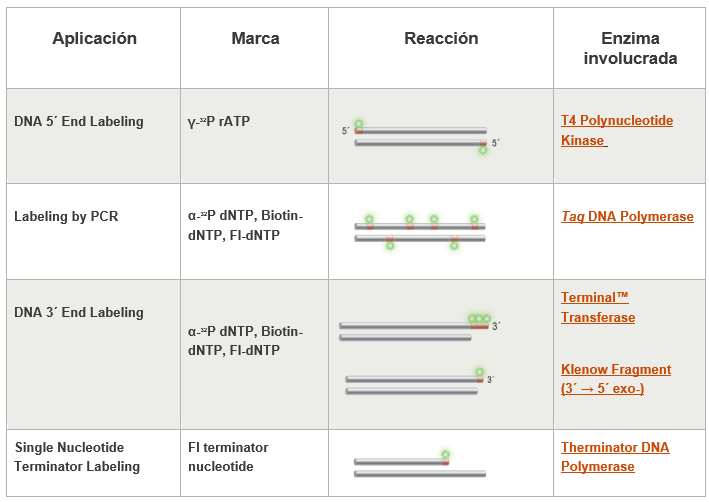 Aplicación
Marca
Reacción
Enzima
involucrada
DNA 5´ End Labeling
γ-³²P rATP
5´
5´
T4 Polynucleotide
Kinase
Labeling by PCR
α-³²P dNTP, Biotin-
dNTP, Fl-dNTP
Taq DNA Polymerase
DNA 3´ End Labeling
α-³²P dNTP, Biotin-
dNTP, Fl-dNTP
3´
3´
Terminal™
Transferase
Klenow Fragment
(3´ → 5´ exo-)
Single Nucleotide
Terminator Labeling
Fl terminator
nucleotide
Therminator DNA
Polymerase